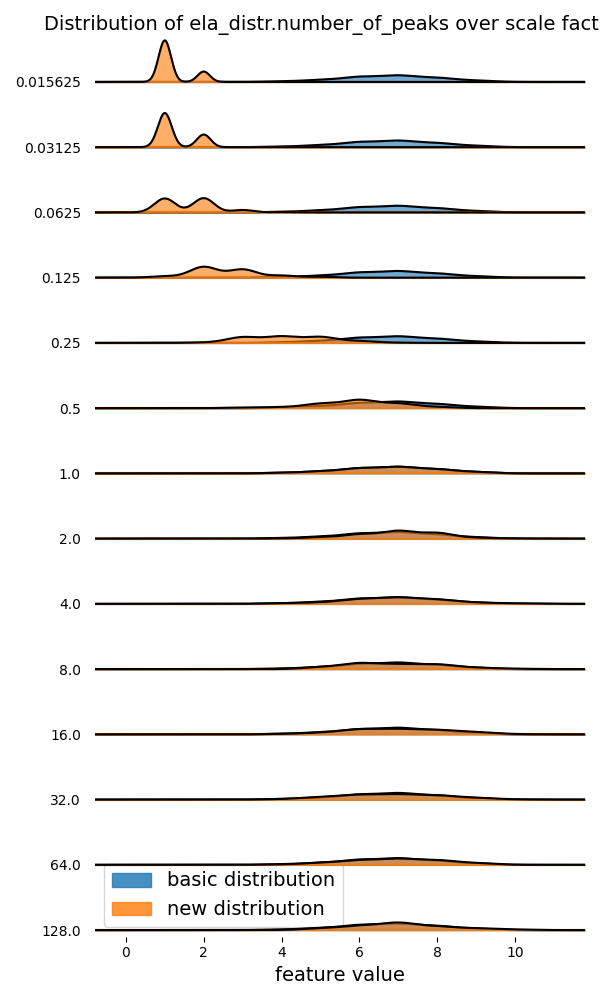 Distribution of ela_distr.number_of_peaks over scale fact
0.015625
0.03125
0.0625
0.125
0.25
0.5
1.0
2.0
4.0
8.0
16.0
32.0
64.0
basic distribution
new distribution
128.0
0 2 4 6 8 10
feature value